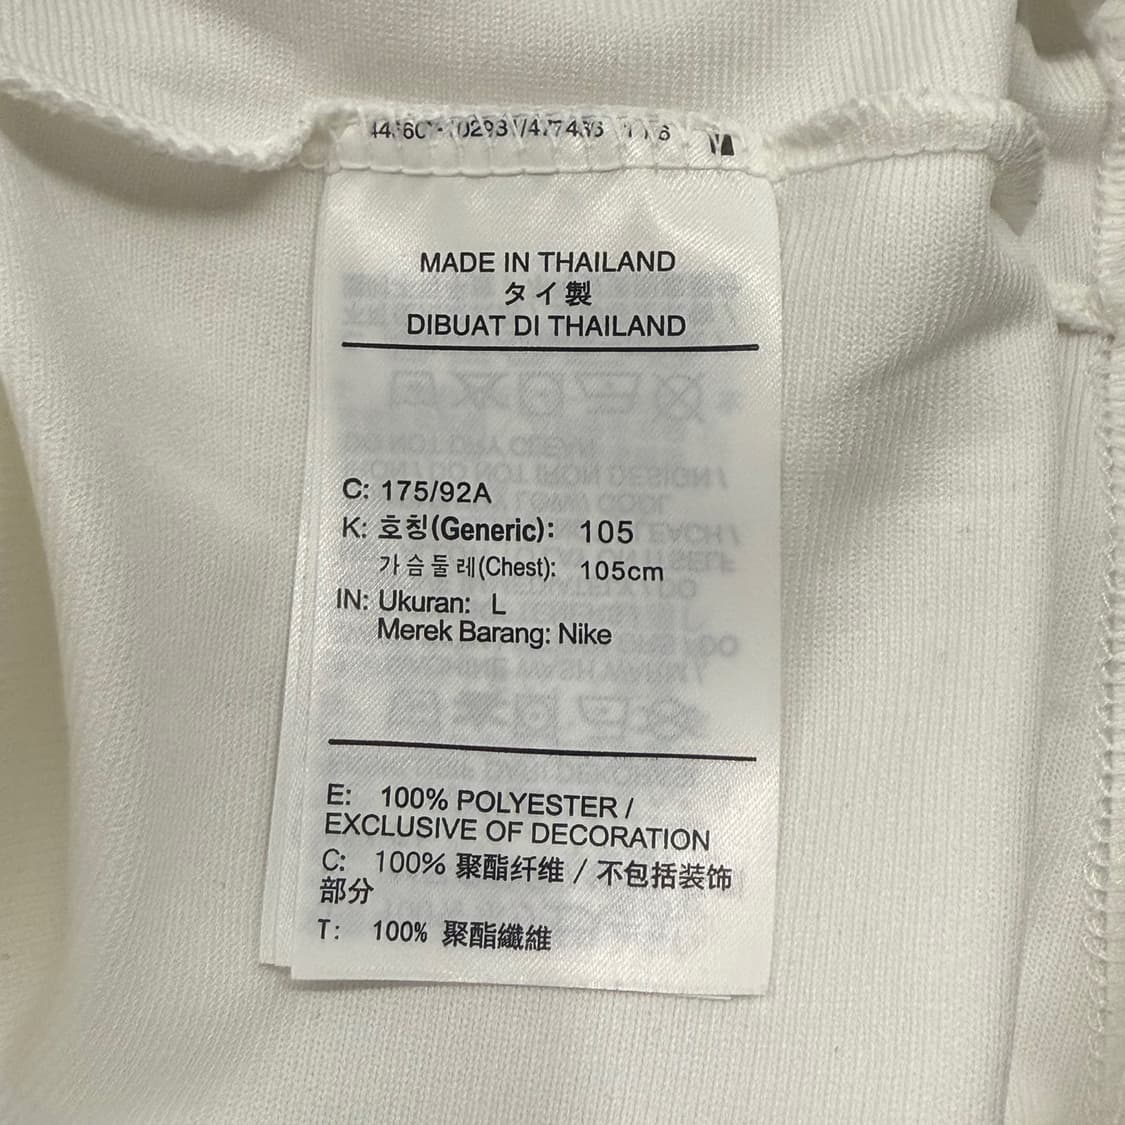 MADE IN THAILAND
タイ製
DIBUAT DI THAILAND
C: 175/92A
K: 호칭(Generic): 105
가슴둘레(Chest): 105cm
IN: Ukuran: L
Merek Barang: Nike
E: 100% POLYESTER /
EXCLUSIVE OF DECORATION
C: 100% 聚酯纤维 / 不包括装饰
部分
T: 100% 聚酯纖維